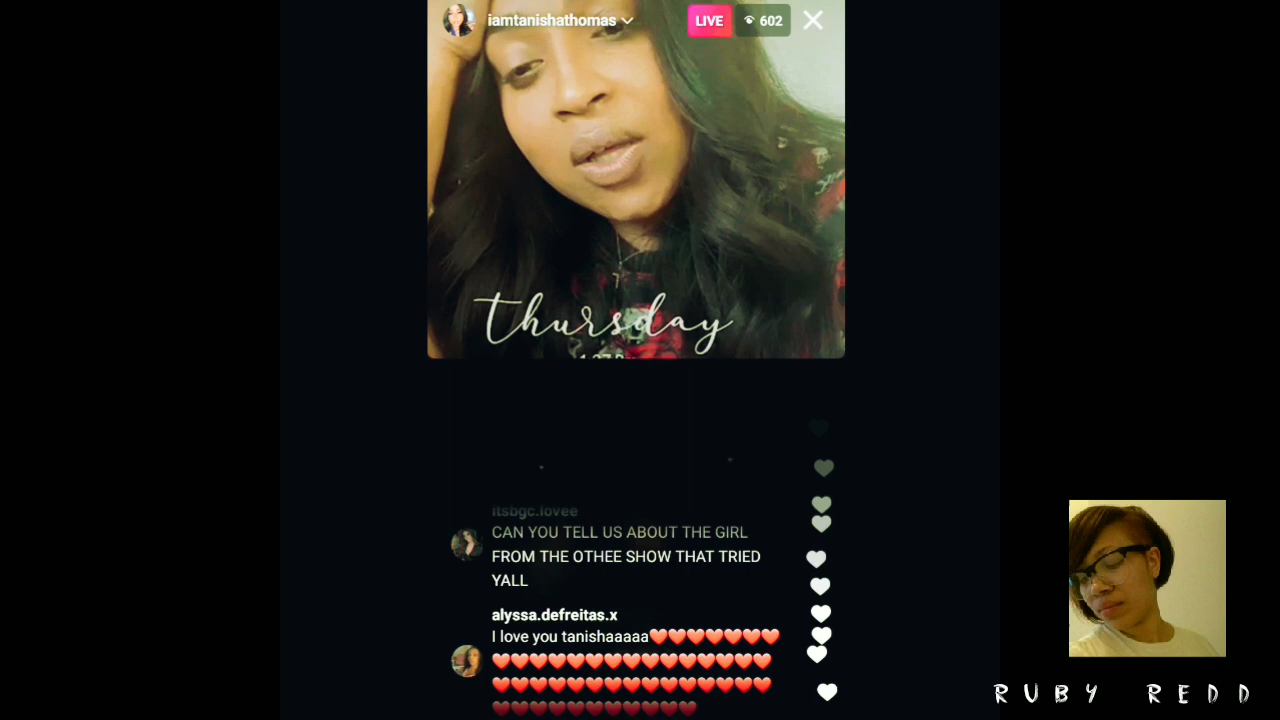 iamtanishathomas
LIVE
602
Thursday
itsbgc.lovee
CAN YOU TELL US ABOUT THE GIRL
FROM THE OTHEE SHOW THAT TRIED
YALL
alyssa.defreitas.x
I love you tanishaaaaa❤️❤️❤️❤️❤️❤️❤️
❤️❤️❤️❤️❤️❤️❤️❤️❤️❤️❤️❤️❤️❤️❤️
❤️❤️❤️❤️❤️❤️❤️❤️❤️❤️❤️❤️❤️❤️❤️
❤️❤️❤️❤️❤️❤️❤️❤️❤️❤️❤️
RUBY REDD